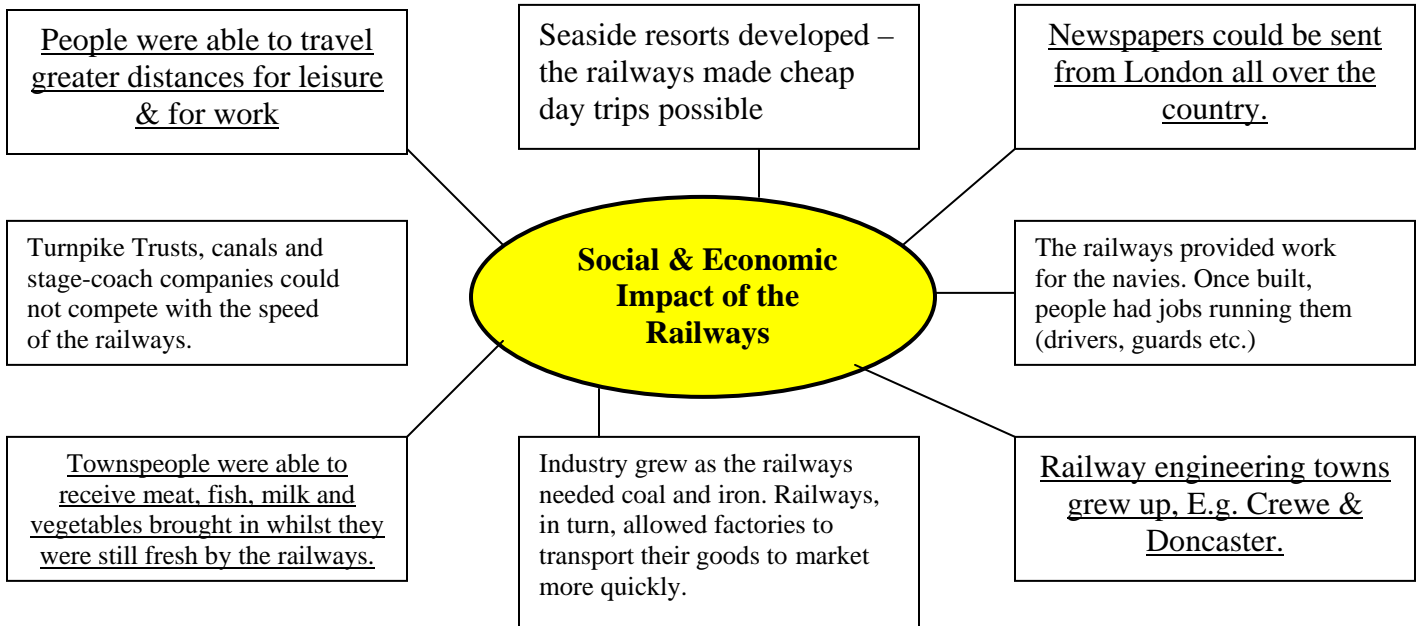 People were able to travel
greater distances for leisure
& for work
Seaside resorts developed –
the railways made cheap
day trips possible
Newspapers could be sent
from London all over the
country.
Turnpike Trusts, canals and
stage-coach companies could
not compete with the speed
of the railways.
Social & Economic
Impact of the
Railways
The railways provided work
for the navies. Once built,
people had jobs running them
(drivers, guards etc.)
Townspeople were able to
receive meat, fish, milk and
vegetables brought in whilst they
were still fresh by the railways.
Industry grew as the railways
needed coal and iron. Railways,
in turn, allowed factories to
transport their goods to market
more quickly.
Railway engineering towns
grew up, E.g. Crewe &
Doncaster.